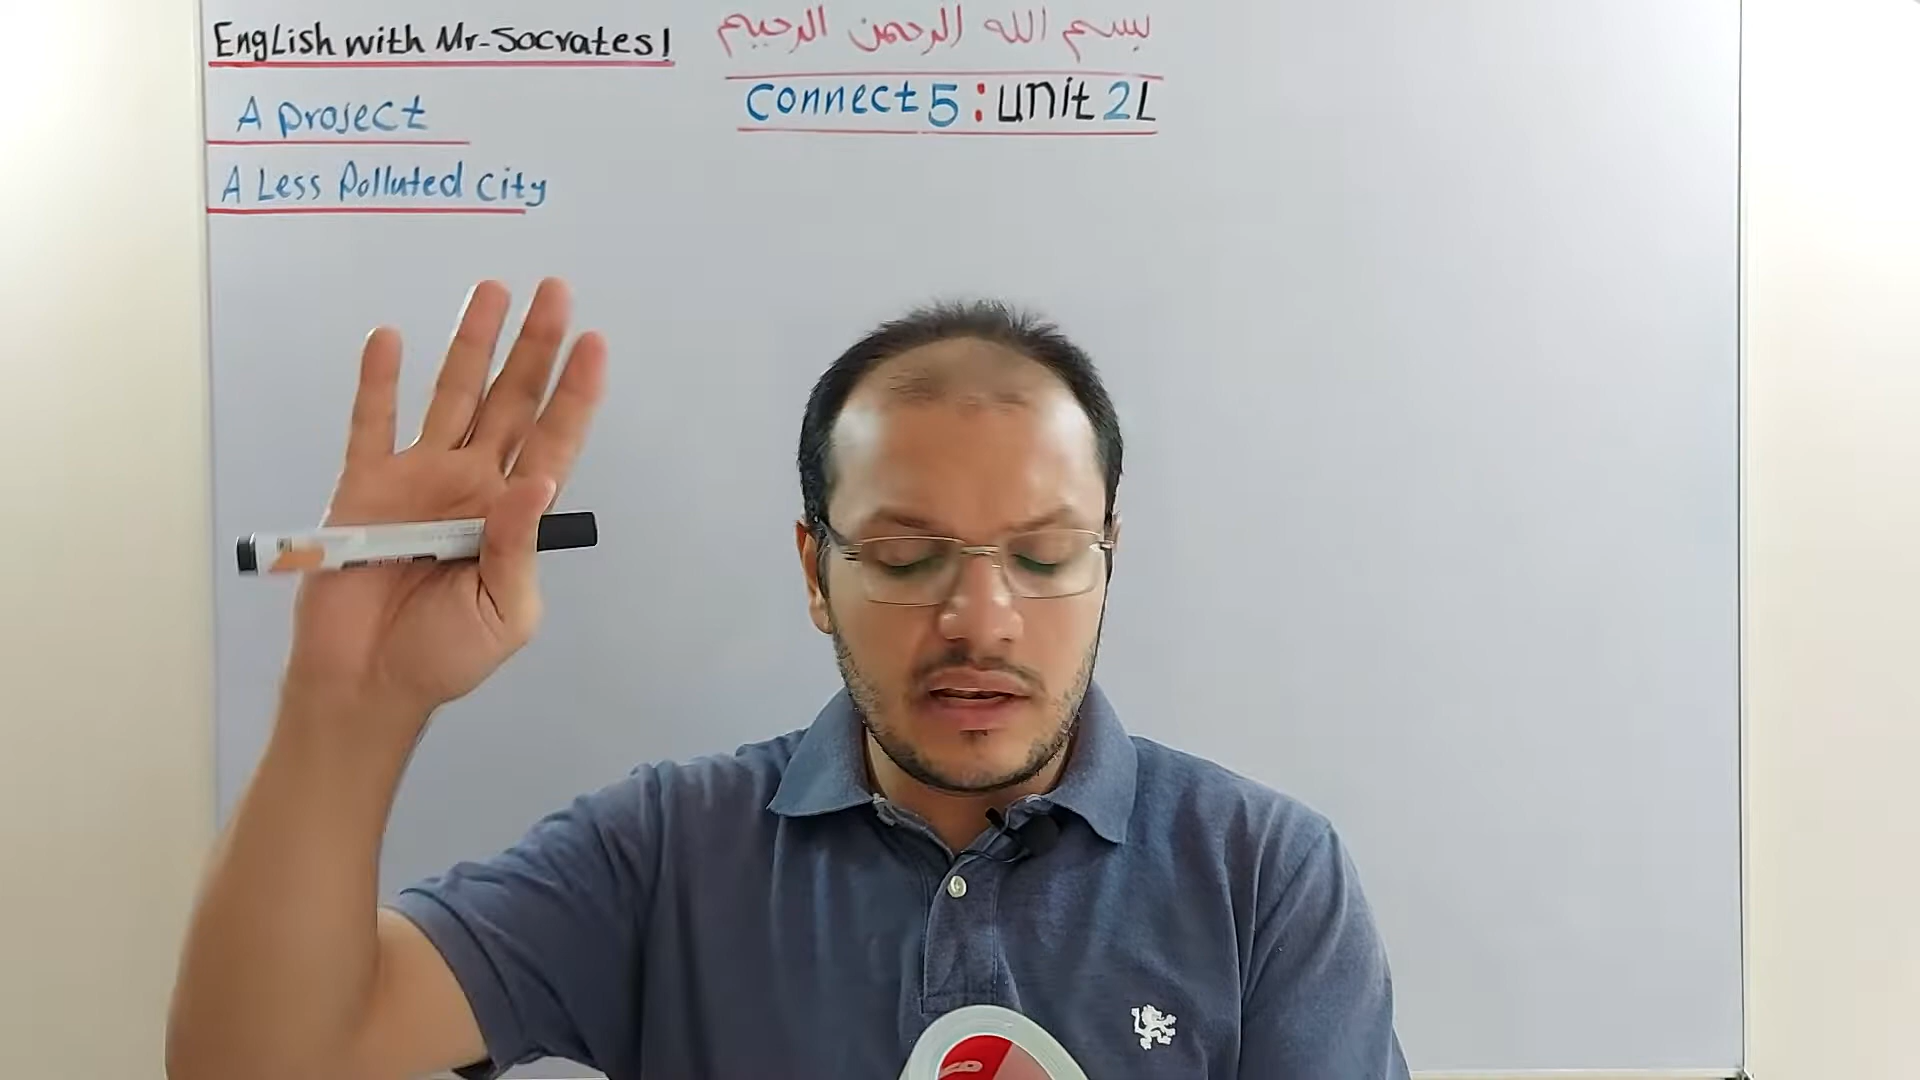 English with Mr-Socrates!
بسم الله الرحمن الرحيم
Connect 5 : unit 2L
A project
A Less Polluted city